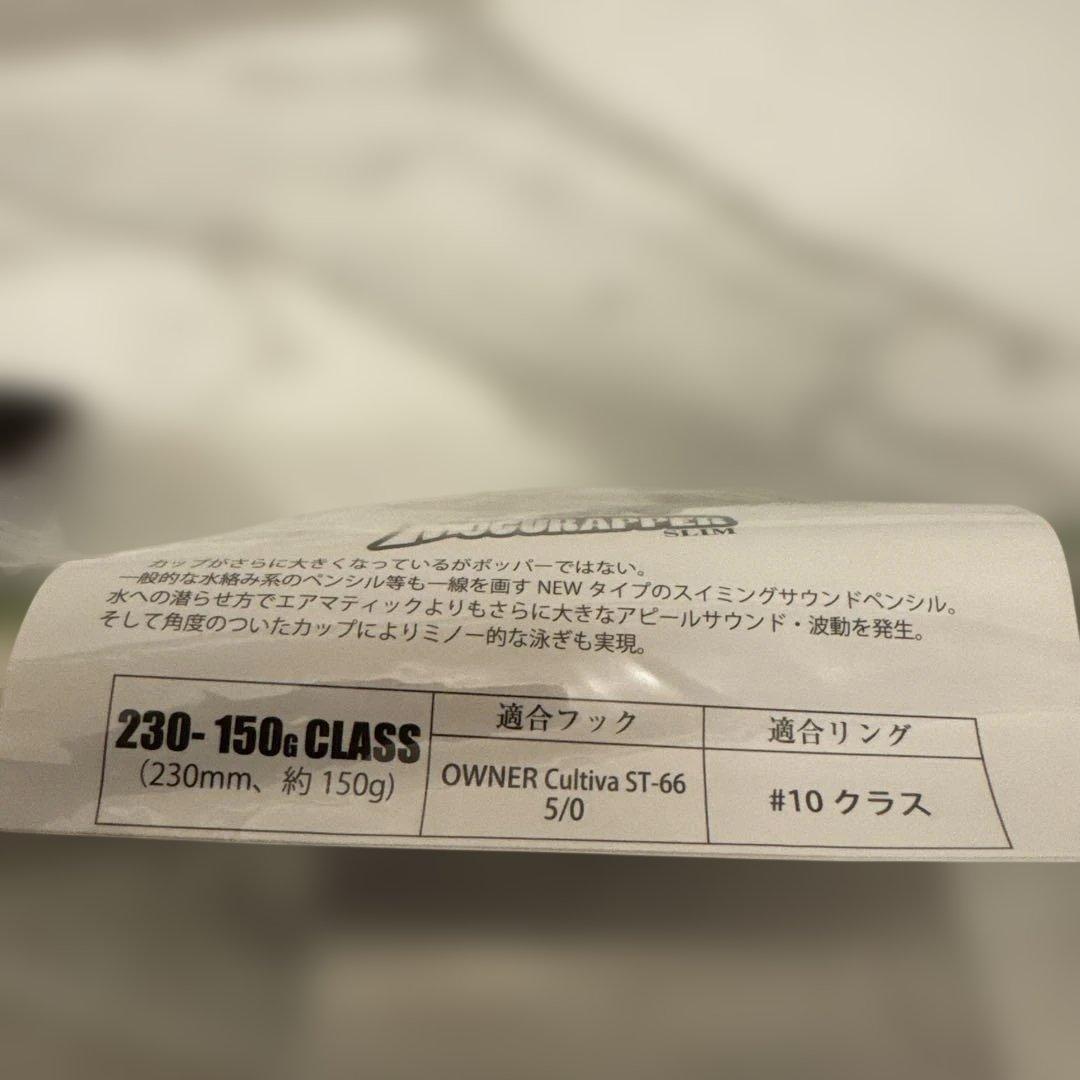 SLIM
カップがさらに大きくなっているがポッパーではない。
一般的な水絡み系のペンシル等も一線を画す NEW タイプのスイミングサウンドペンシル。
水への潜らせ方でエアマティックよりもさらに大きなアピールサウンド・波動を発生。
そして角度のついたカップによりミノー的な泳ぎも実現。
230- 150G CLASS
(230mm、約 150g)
適合フック
OWNER Cultiva ST-66
5/0
適合リング
#10 クラス